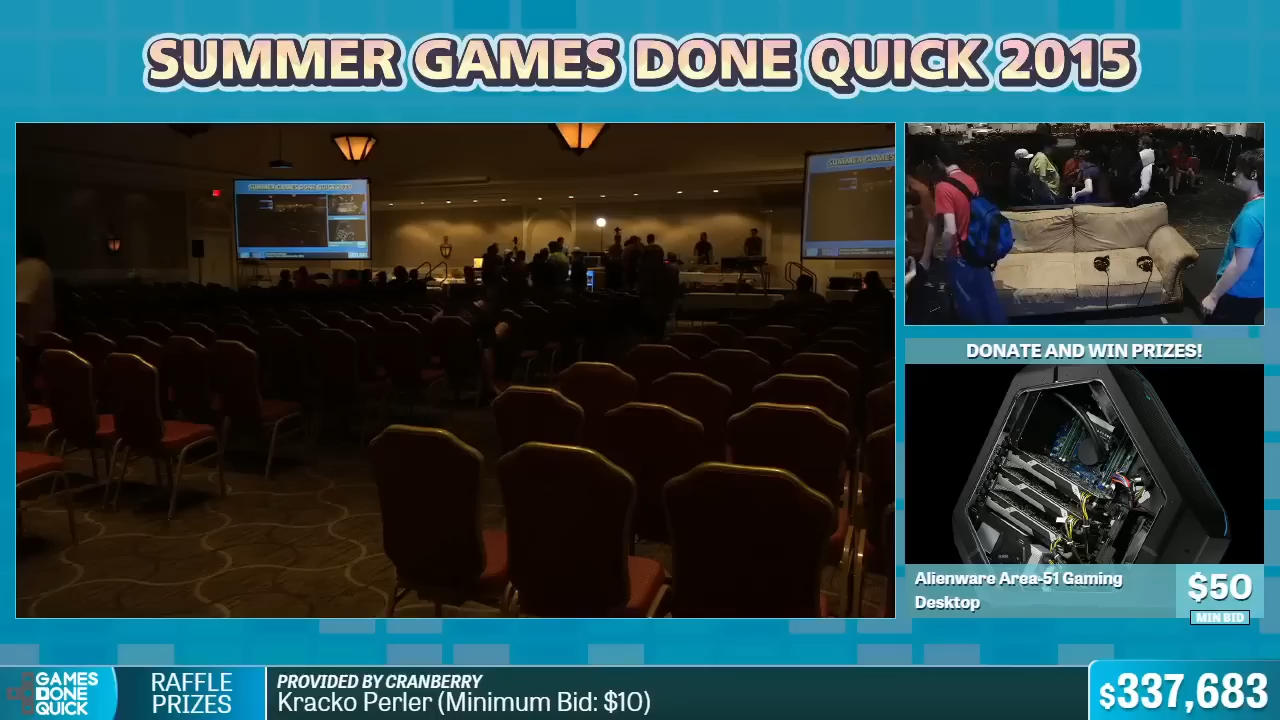 SUMMER GAMES DONE QUICK 2015
DONATE AND WIN PRIZES!
Alienware Area-51 Gaming
Desktop
$50
MIN BID
GAMES
DONE
QUICK
RAFFLE
PRIZES
PROVIDED BY CRANBERRY
Kracko Perler (Minimum Bid: $10)
$337,683